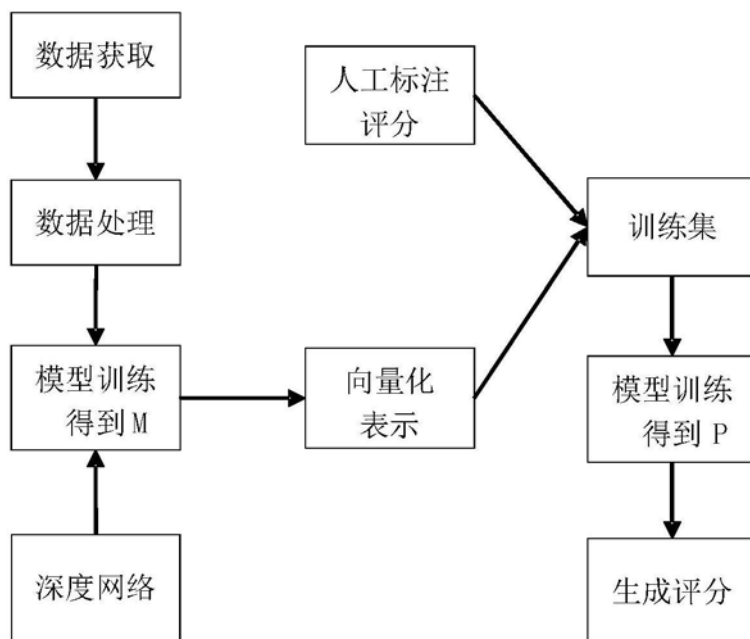 数据获取
数据处理
模型训练
得到 M
深度网络
人工标注
评分
向量化
表示
训练集
模型训练
得到 P
生成评分